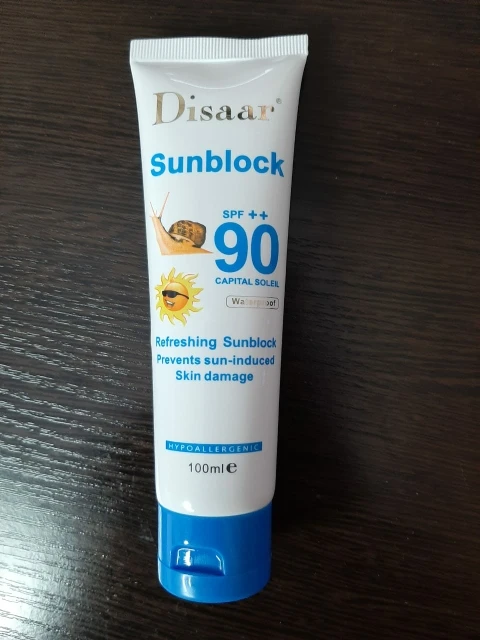 Disaar®
Sunblock
SPF ++
90
CAPITAL SOLEIL
Waterproof
Refreshing Sunblock
Prevents sun-induced
Skin damage
HYPOALLERGENIC
100ml e